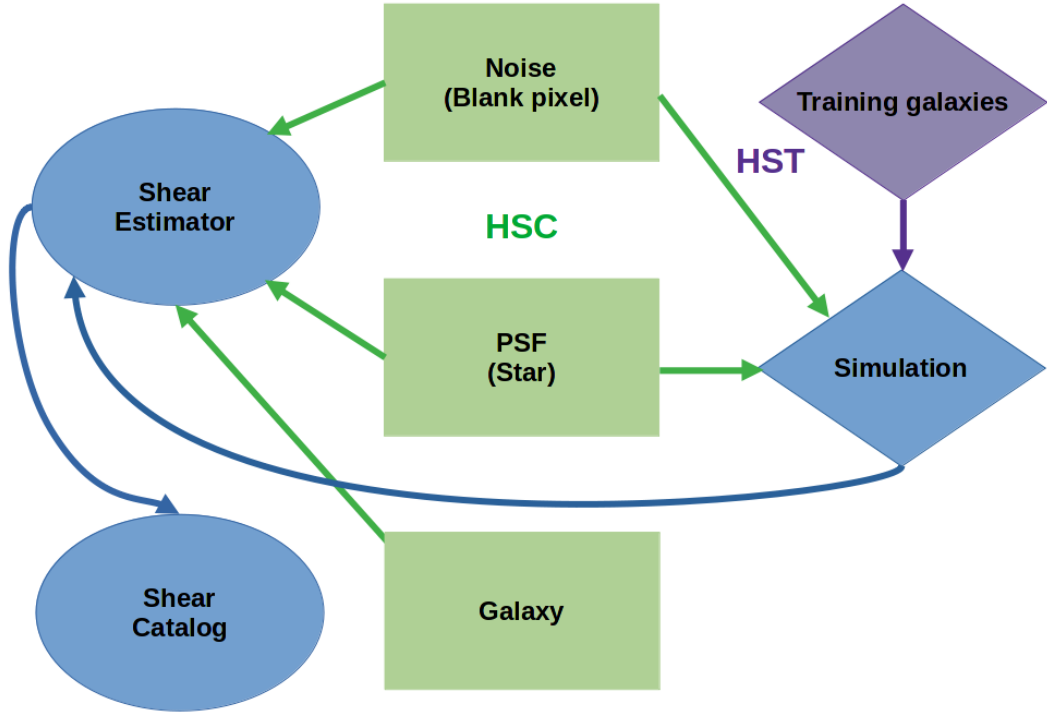 Noise
(Blank pixel)
Training galaxies
HST
Shear
Estimator
HSC
PSF
(Star)
Simulation
Shear
Catalog
Galaxy